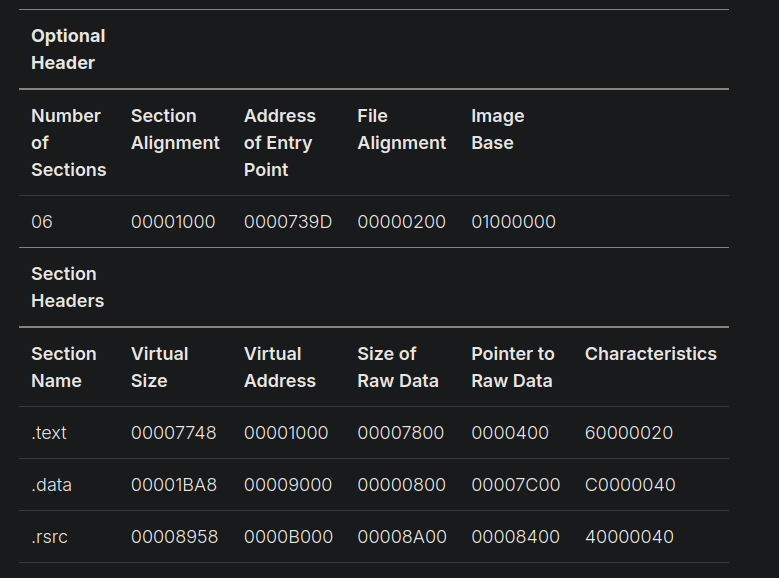 Optional
Header
Number of Sections Section Alignment Address of Entry Point File Alignment Image Base
06 00001000 0000739D 00000200 01000000
Section
Headers
Section Name Virtual Size Virtual Address Size of Raw Data Pointer to Raw Data Characteristics
.text 00007748 00001000 00007800 0000400 60000020
.data 00001BA8 00009000 00000800 00007C00 C0000040
.rsrc 00008958 0000B000 00008A00 00008400 40000040